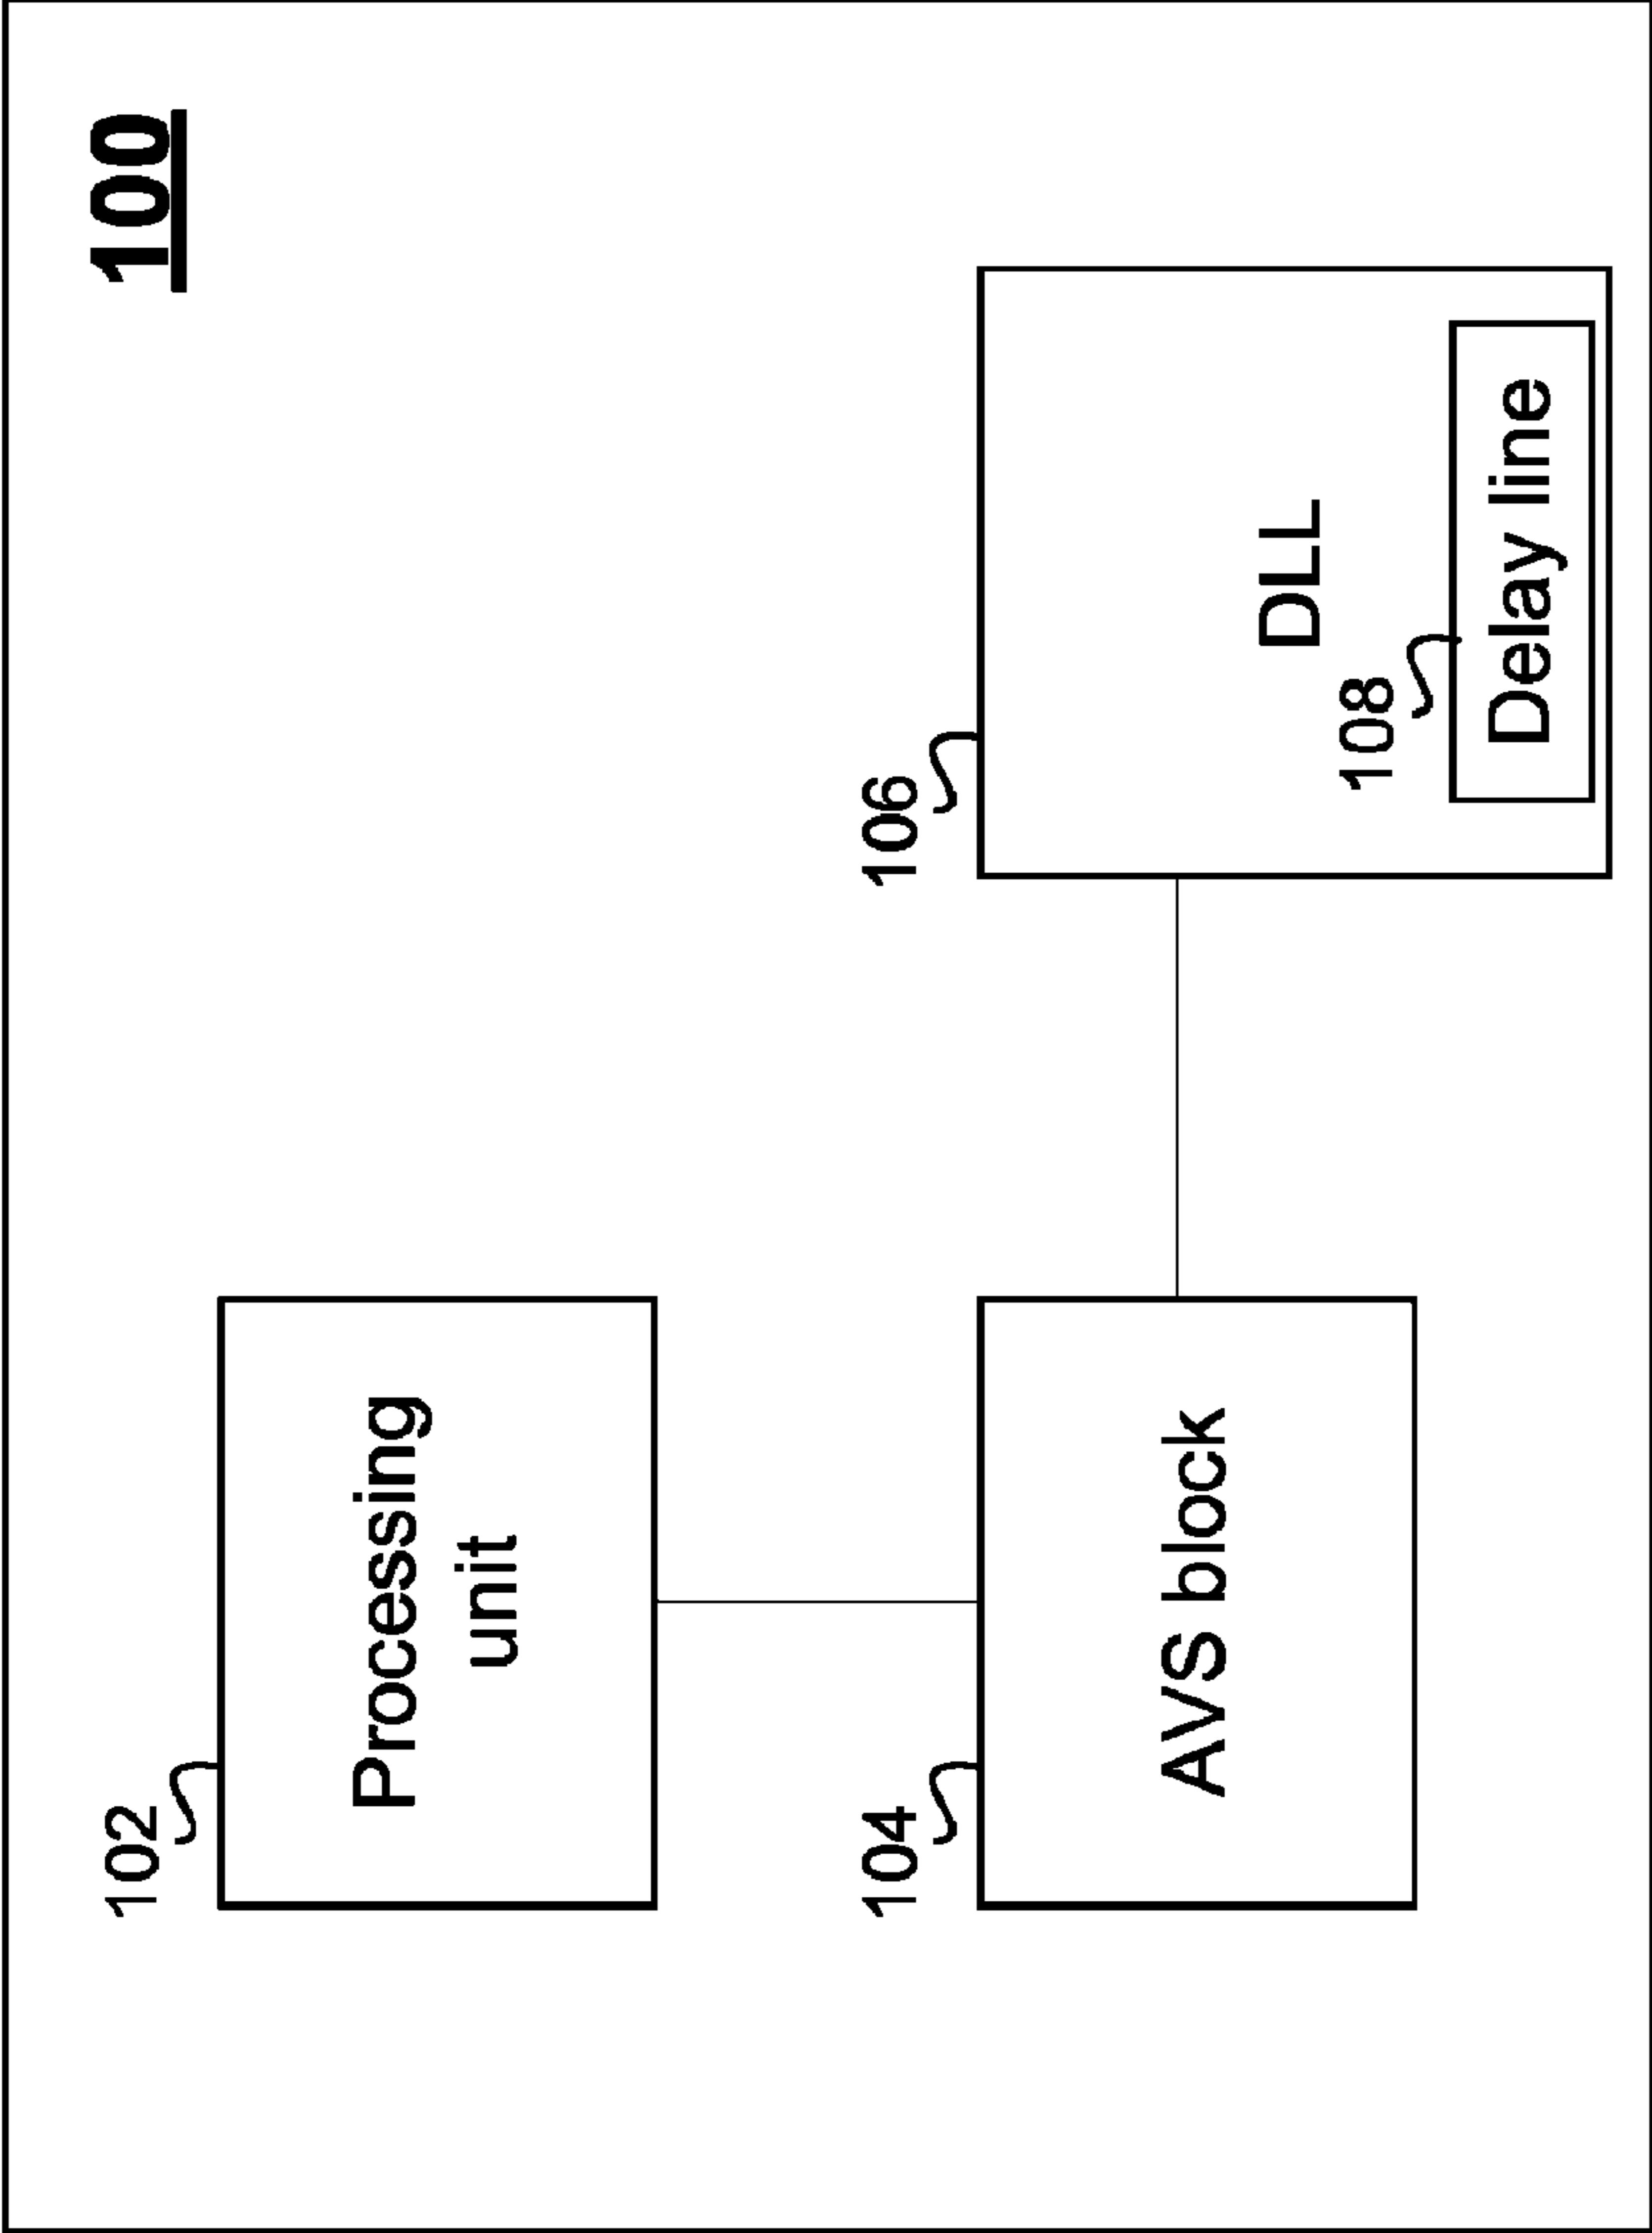 100
102
Processing
unit
104
AVS block
106
DLL
108
Delay line